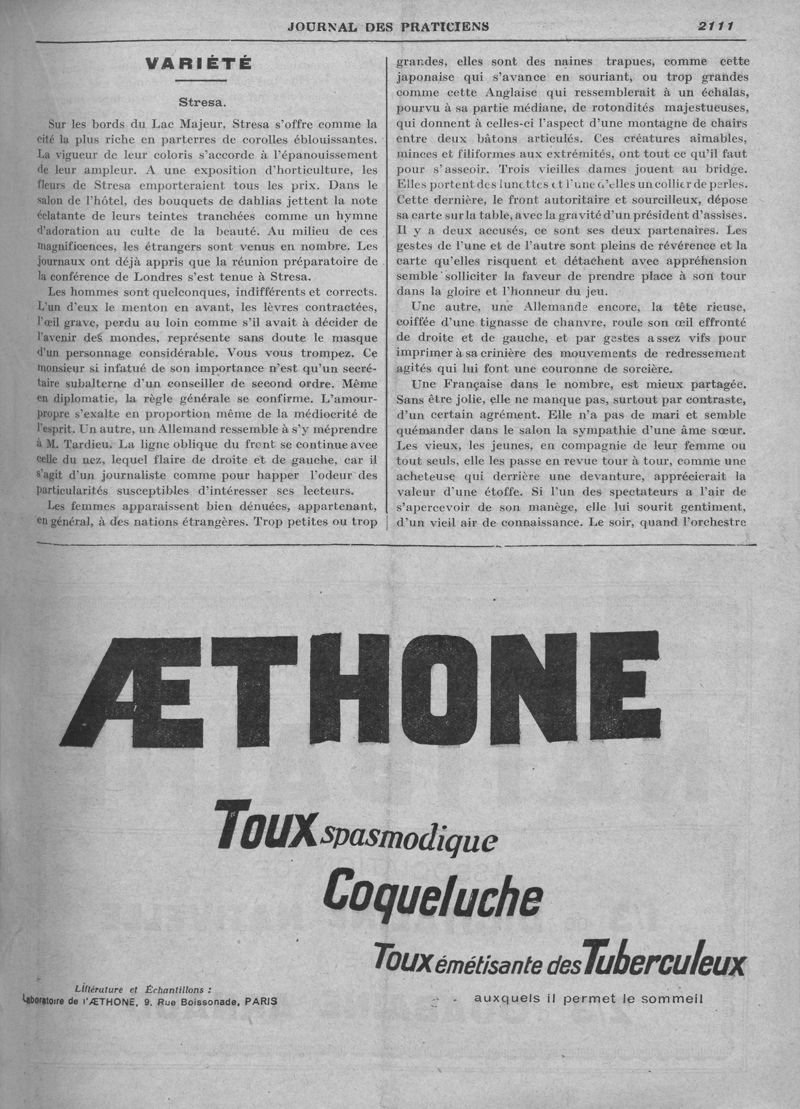 JOURNAL DES PRATICIENS 2111
VARIÉTÉ
Stresa.
Sur les bords du Lac Majeur, Stresa s'offre comme la
cité la plus riche en parterres de corolles éblouissantes.
La vigueur de leur coloris s'accorde à l'épanouissement
de leur ampleur. A une exposition d'horticulture, les
fleurs de Stresa emporteraient tous les prix. Dans le
salon de l'hôtel, des bouquets de dahlias jettent la note
éclatante de leurs teintes tranchées comme un hymne
d'adoration au culte de la beauté. Au milieu de ces
magnificences, les étrangers sont venus en nombre. Les
journaux ont déjà appris que la réunion préparatoire de
la conférence de Londres s'est tenue à Stresa.
Les hommes sont quelconques, indifférents et corrects.
L'un d'eux le menton en avant, les lèvres contractées,
l'œil grave, perdu au loin comme s'il avait à décider de
l'avenir des mondes, représente sans doute le masque
d'un personnage considérable. Vous vous trompez. Ce
monsieur si infatué de son importance n'est qu'un secré-
taire subalterne d'un conseiller de second ordre. Même
en diplomatie, la règle générale se confirme. L'amour-
propre s'exalte en proportion même de la médiocrité de
l'esprit. Un autre, un Allemand ressemble à s'y méprendre
à M. Tardieu. La ligne oblique du front se continue avec
celle du nez, lequel flaire de droite et de gauche, car il
s'agit d'un journaliste comme pour happer l'odeur des
particularités susceptibles d'intéresser ses lecteurs.
Les femmes apparaissent bien dénuées, appartenant,
en général, à des nations étrangères. Trop petites ou trop
grandes, elles sont des naines trapues, comme cette
japonaise qui s'avance en souriant, ou trop grandes
comme cette Anglaise qui ressemblerait à un échalas,
pourvu à sa partie médiane, de rotondités majestueuses,
qui donnent à celles-ci l'aspect d'une montagne de chairs
entre deux bâtons articulés. Ces créatures aimables,
minces et filiformes aux extrémités, ont tout ce qu'il faut
pour s'asseoir. Trois vieilles dames jouent au bridge.
Elles portent des lunettes et l'une d'elles un collier de perles.
Cette dernière, le front autoritaire et sourcilleux, dépose
sa carte sur la table, avec la gravité d'un président d'assises.
Il y a deux accusés, ce sont ses deux partenaires. Les
gestes de l'une et de l'autre sont pleins de révérence et la
carte qu'elles risquent et détachent avec appréhension
semble solliciter la faveur de prendre place à son tour
dans la gloire et l'honneur du jeu.
Une autre, une Allemande encore, la tête rieuse,
coiffée d'une tignasse de chanvre, roule son œil effronté
de droite et de gauche, et par gestes assez vifs pour
imprimer à sa crinière des mouvements de redressement
agités qui lui font une couronne de sorcière.
Une Française dans le nombre, est mieux partagée.
Sans être jolie, elle ne manque pas, surtout par contraste,
d'un certain agrément. Elle n'a pas de mari et semble
quémander dans le salon la sympathie d'une âme sœur.
Les vieux, les jeunes, en compagnie de leur femme ou
tout seuls, elle les passe en revue tour à tour, comme une
acheteuse qui derrière une devanture, apprécierait la
valeur d'une étoffe. Si l'un des spectateurs a l'air de
s'apercevoir de son manège, elle lui sourit gentiment,
d'un vieil air de connaissance. Le soir, quand l'orchestre
ÆTHONE
Toux spasmodique
Coqueluche
Toux émétisante des Tuberculeux
auxquels il permet le sommeil
Littérature et Échantillons :
Laboratoire de l'ÆTHONE, 9, Rue Boissonade, PARIS